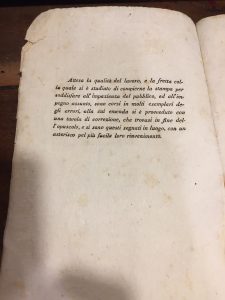 Attesa la qualità del lavoro, e la fretta col-
la quale si è studiato di compierne la stampa per
soddisfare all'impazienza del pubblico, ed all'im-
pegno assunto, sono corsi in molti esemplari de-
gli errori, alla cui emenda si è proceduto con
una tavola di correzione, che trovasi in fine del-
l'opuscolo, e si sono questi segnati in luogo, con un
asterisco pel più facile loro rinvenimento.